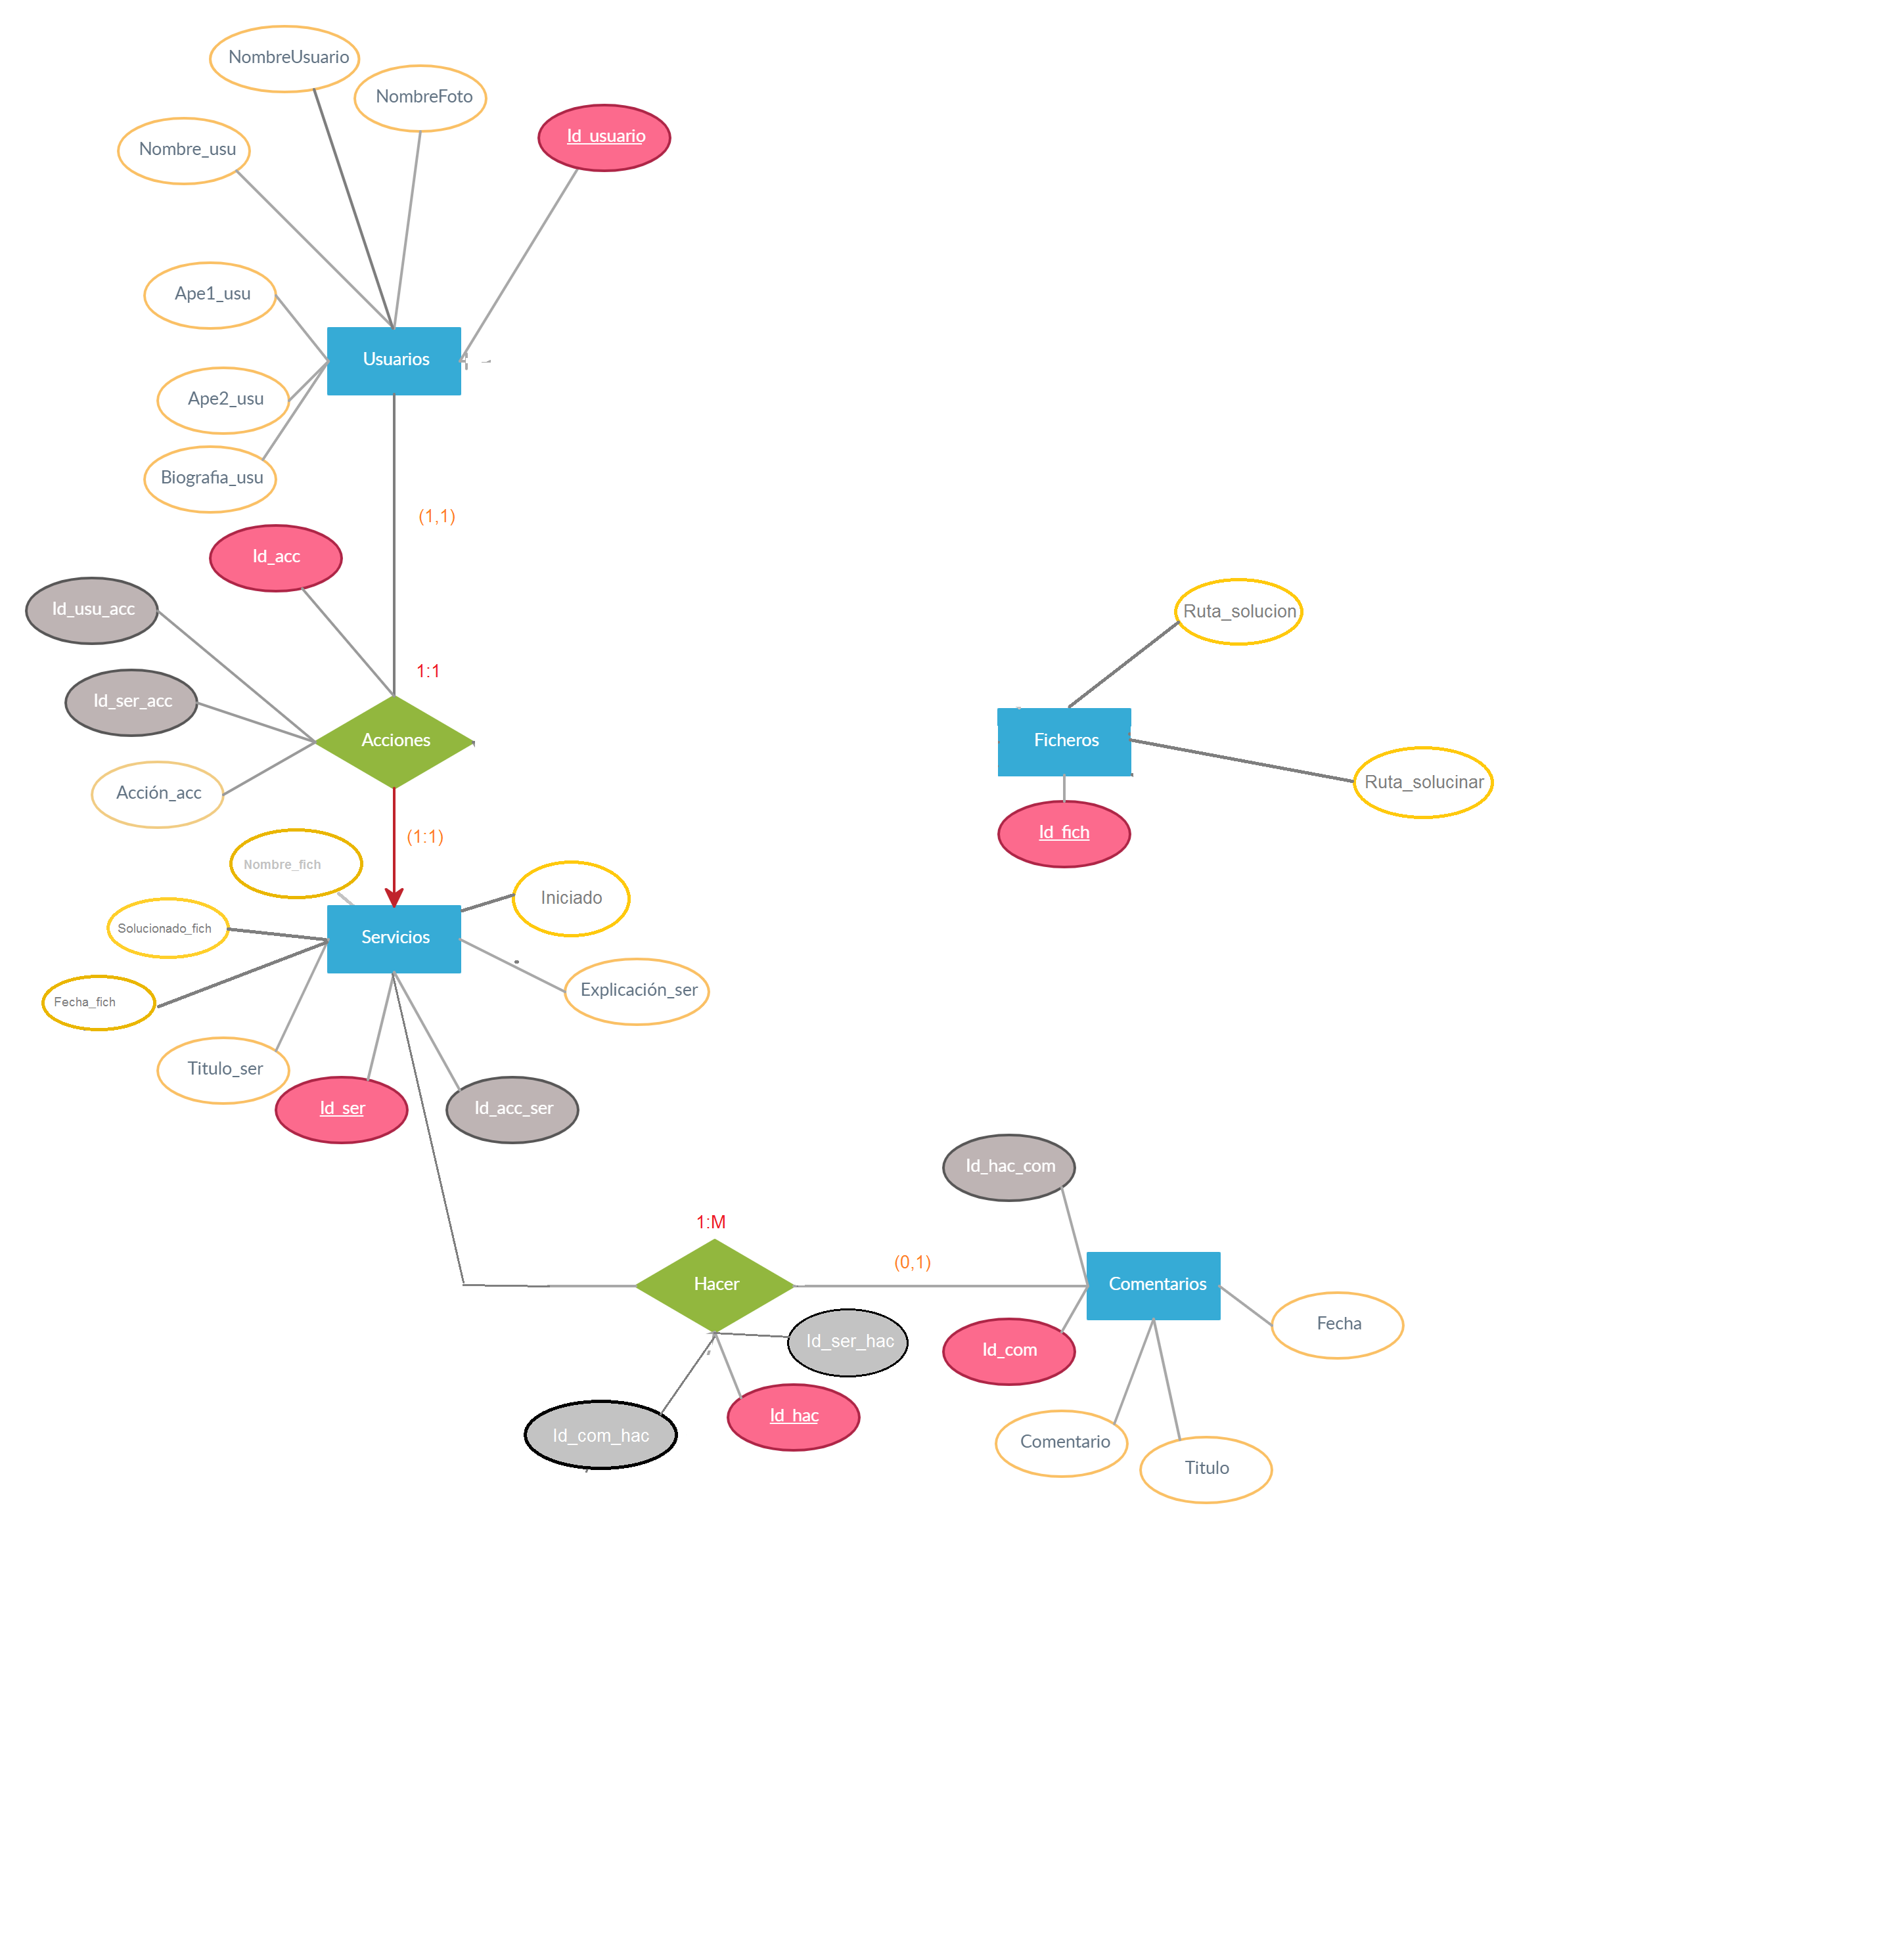 NombreUsuario
NombreFoto
Id_usuario
Nombre_usu
Ape1_usu
Usuarios
Ape2_usu
Biografia_usu
(1,1)
Id_acc
Id_usu_acc
Ruta_solucion
1:1
Id_ser_acc
Acciones
Ficheros
Acción_acc
Ruta_solucinar
(1:1)
Id_fich
Nombre_fich
Iniciado
Solucionado_fich
Servicios
Explicación_ser
Fecha_fich
Titulo_ser
Id_ser
Id_acc_ser
Id_hac_com
1:M
(0,1)
Hacer
Comentarios
Fecha
Id_ser_hac
Id_com
Id_hac
Id_com_hac
Comentario
Titulo